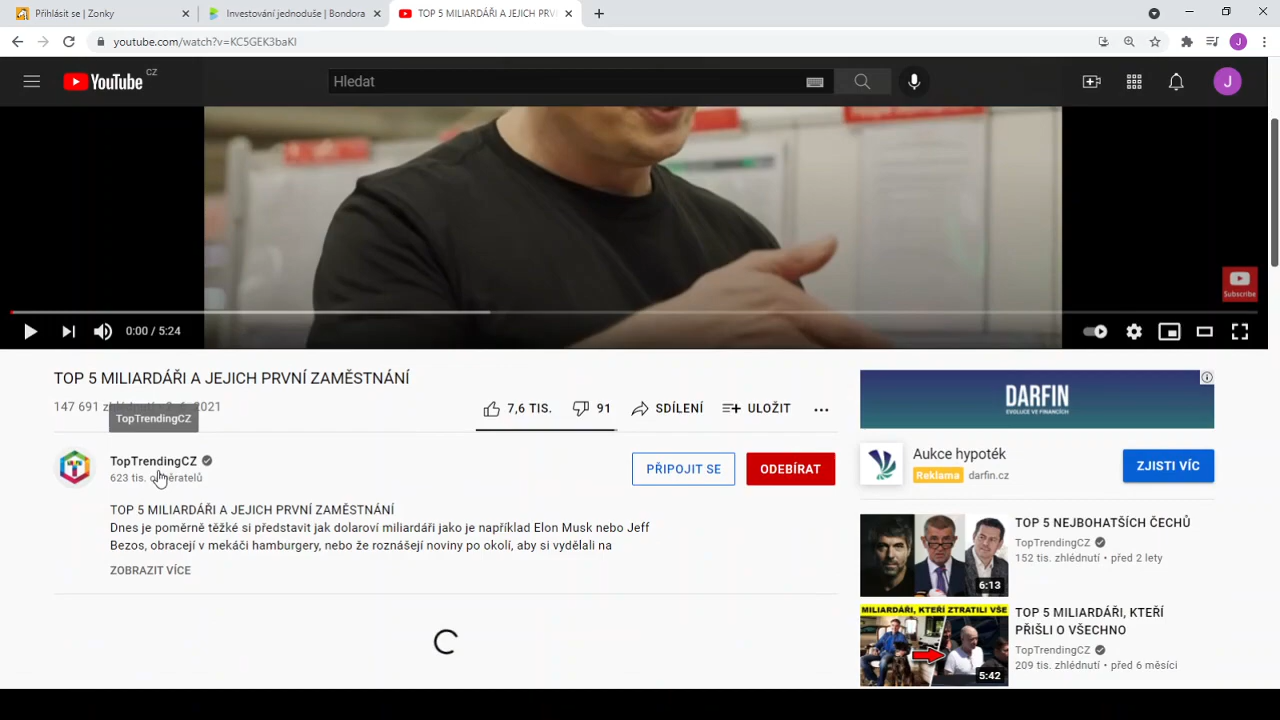 Přihlásit se | Zonky
Investování jednoduše | Bondora
TOP 5 MILIARDÁŘI A JEJICH PRV
youtube.com/watch?v=KC5GEK3baKI
YouTube CZ
Hledat
J
J
Subscribe
0:00 / 5:24
TOP 5 MILIARDÁŘI A JEJICH PRVNÍ ZAMĚSTNÁNÍ
147 691 2021
TopTrendingCZ
7,6 TIS.
91
SDÍLENÍ
ULOŽIT
TopTrendingCZ
623 tis.
PŘIPOJIT SE
ODEBÍRAT
TOP 5 MILIARDÁŘI A JEJICH PRVNÍ ZAMĚSTNÁNÍ
Dnes je poměrně těžké si představit jak dolaroví miliardáři jako je například Elon Musk nebo Jeff
Bezos, obracejí v mekáči hamburgery, nebo že roznášejí noviny po okolí, aby si vydělali na
ZOBRAZIT VÍCE
DARFIN
EVOLUCE VE FINANCÍCH
Aukce hypoték
Reklama darfin.cz
ZJISTI VÍC
6:13
TOP 5 NEJBOHATŠÍCH ČECHŮ
TopTrendingCZ
152 tis. zhlédnutí • před 2 lety
MILIARDÁŘI, KTEŘÍ ZTRATILI VŠE
5:42
TOP 5 MILIARDÁŘI, KTEŘÍ
PŘIŠLI O VŠECHNO
TopTrendingCZ
209 tis. zhlédnutí • před 6 měsíci